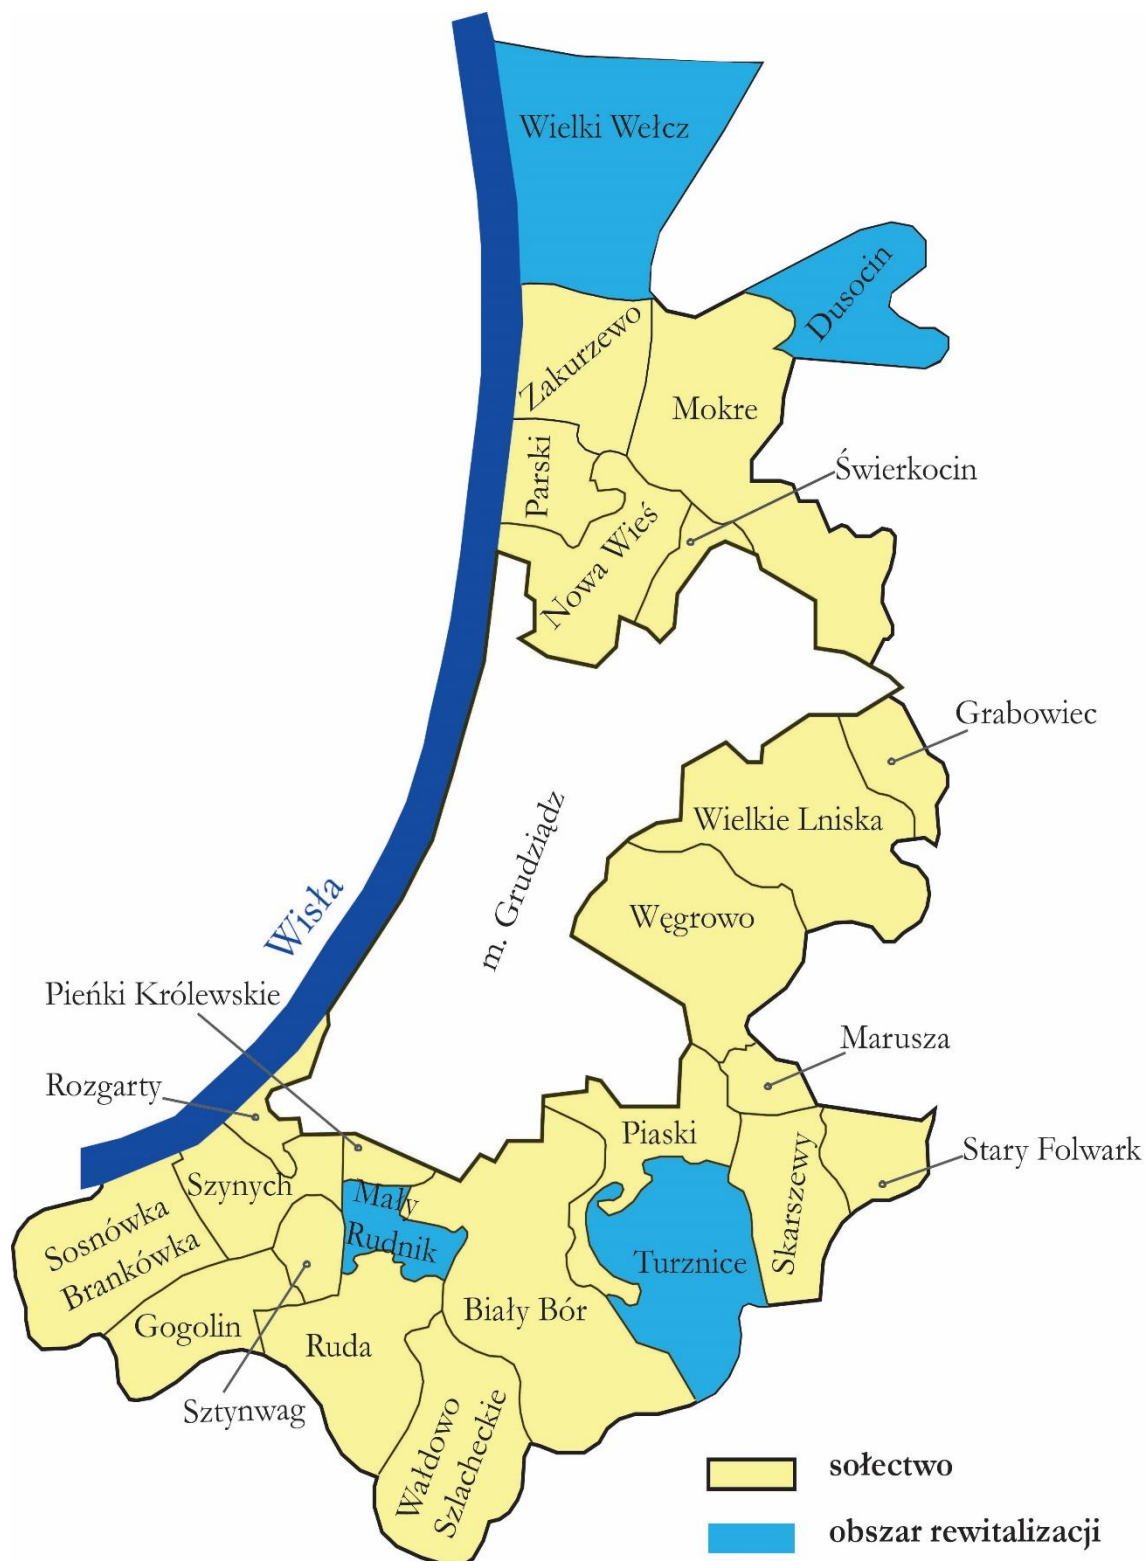 Wielki Wełcz
Dusocin
Zakurzewo
Mokre
Parski
Świerkocin
Nowa Wieś
Grabowiec
Wielkie Lniska
m. Grudziądz
Węgrowo
Wisła
Pieńki Królewskie
Marusza
Rozgarty
Piaski
Skarszewy
Stary Folwark
Szynych
Mały
Rudnik
Sosnówka
Brankówka
Turznice
Biały Bór
Gogolin
Ruda
Sztynwag
Wałdowo
Szlacheckie
sołectwo
obszar rewitalizacji